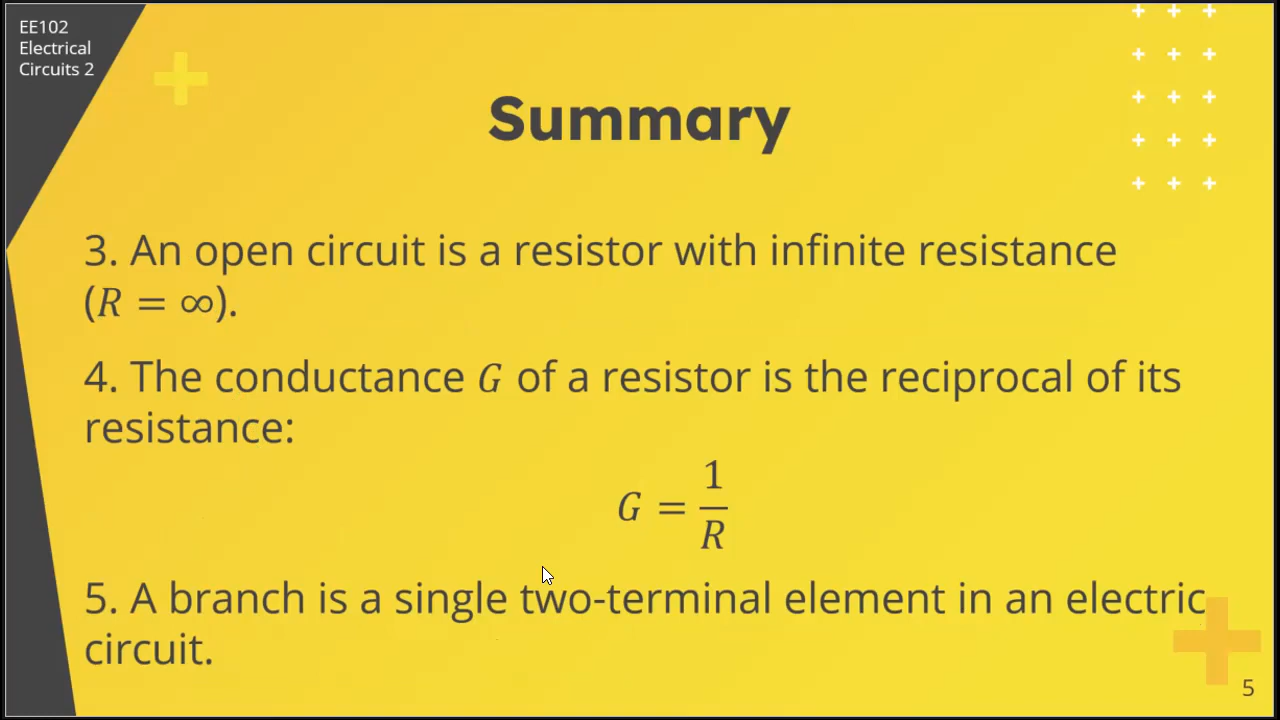 EE102
Electrical
Circuits 2
Summary
3. An open circuit is a resistor with infinite resistance
(𝑅 = ∞).
4. The conductance 𝐺 of a resistor is the reciprocal of its
resistance:
𝐺 = 1/𝑅
5. A branch is a single two-terminal element in an electric
circuit.
5